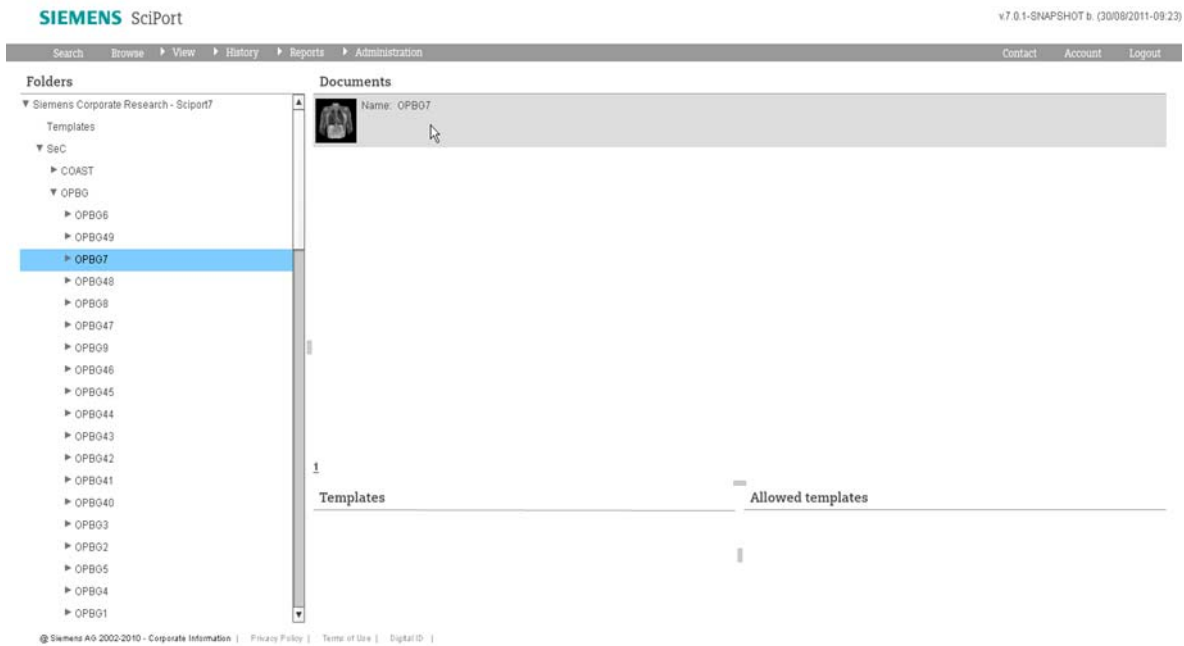 SIEMENS SciPort
v.7.0.1-SNAPSHOT b. (30/08/2011-09:23)
Search Browse View History Reports Administration Contact Account Logout
Folders
Siemens Corporate Research - Sciport7
Templates
SeC
COAST
OPBG
OPBG6
OPBG49
OPBG7
OPBG48
OPBG8
OPBG47
OPBG9
OPBG46
OPBG45
OPBG44
OPBG43
OPBG42
OPBG41
OPBG40
OPBG3
OPBG2
OPBG5
OPBG4
OPBG1
Documents
Name: OPBG7
1
Templates
Allowed templates
@ Siemens AG 2002-2010 - Corporate Information | Privacy Policy | Terms of Use | Digital ID |